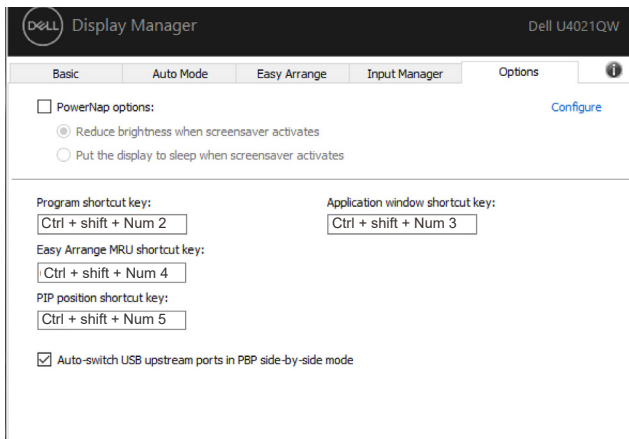 DELL Display Manager Dell U4021QW
Basic Auto Mode Easy Arrange Input Manager Options
PowerNap options: Configure
Reduce brightness when screensaver activates
Put the display to sleep when screensaver activates
Program shortcut key: Application window shortcut key:
Ctrl + shift + Num 2 Ctrl + shift + Num 3
Easy Arrange MRU shortcut key:
Ctrl + shift + Num 4
PIP position shortcut key:
Ctrl + shift + Num 5
Auto-switch USB upstream ports in PBP side-by-side mode